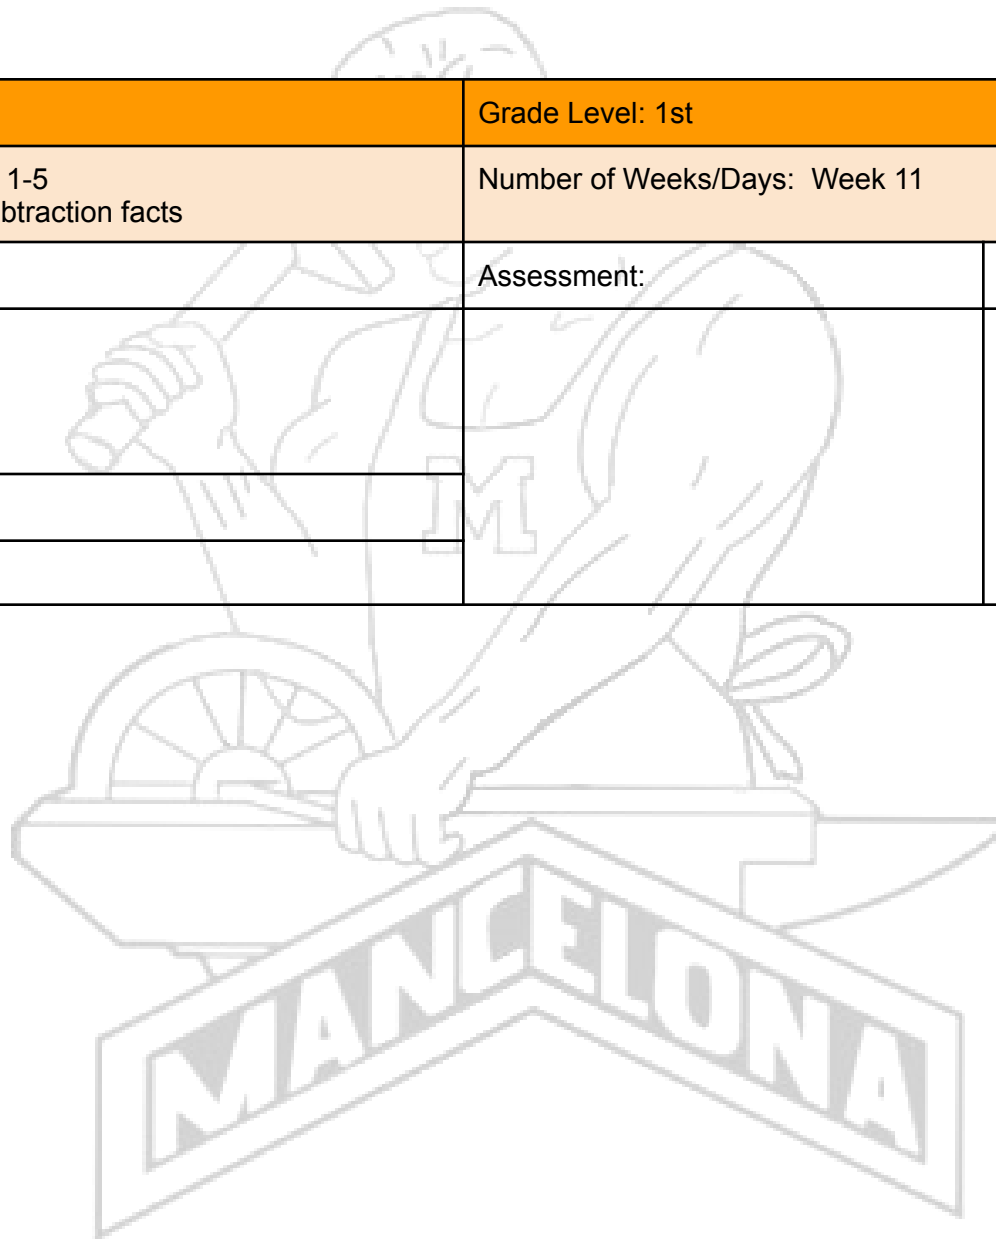 Grade Level: 1st
1-5
btraction facts
Number of Weeks/Days: Week 11
Assessment:
M
MANCELONA